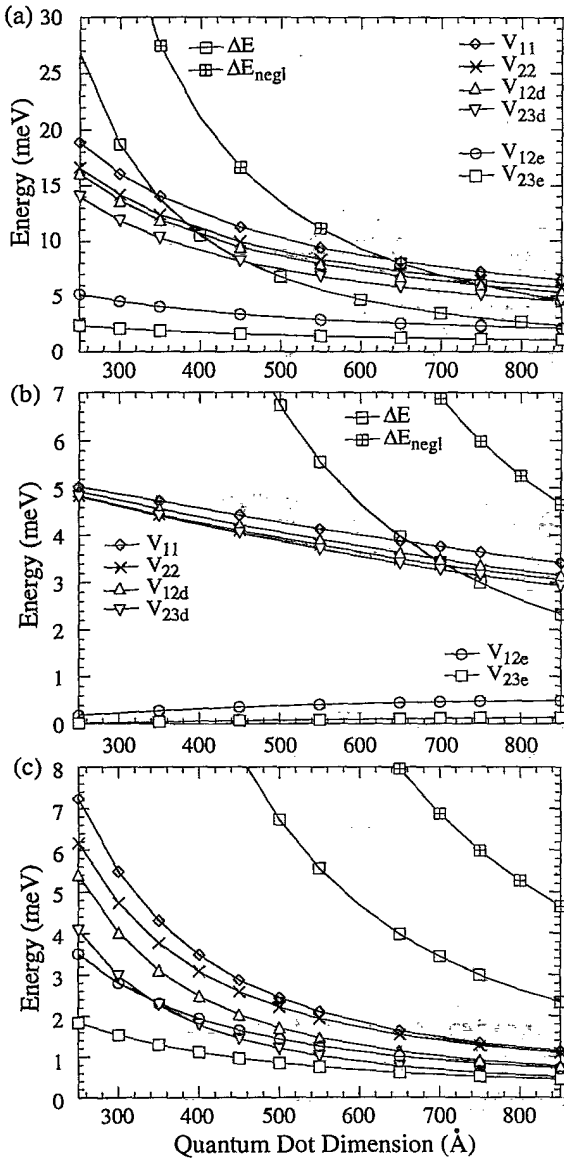 (a)
30
25
20
15
10
5
0
Energy (meV)
ΔE
ΔE_negl
V_11
V_22
V_12d
V_23d
V_12e
V_23e
300 400 500 600 700 800
(b)
7
6
5
4
3
2
1
0
Energy (meV)
ΔE
ΔE_negl
V_11
V_22
V_12d
V_23d
V_12e
V_23e
300 400 500 600 700 800
(c)
8
7
6
5
4
3
2
1
0
Energy (meV)
300 400 500 600 700 800
Quantum Dot Dimension (Å)